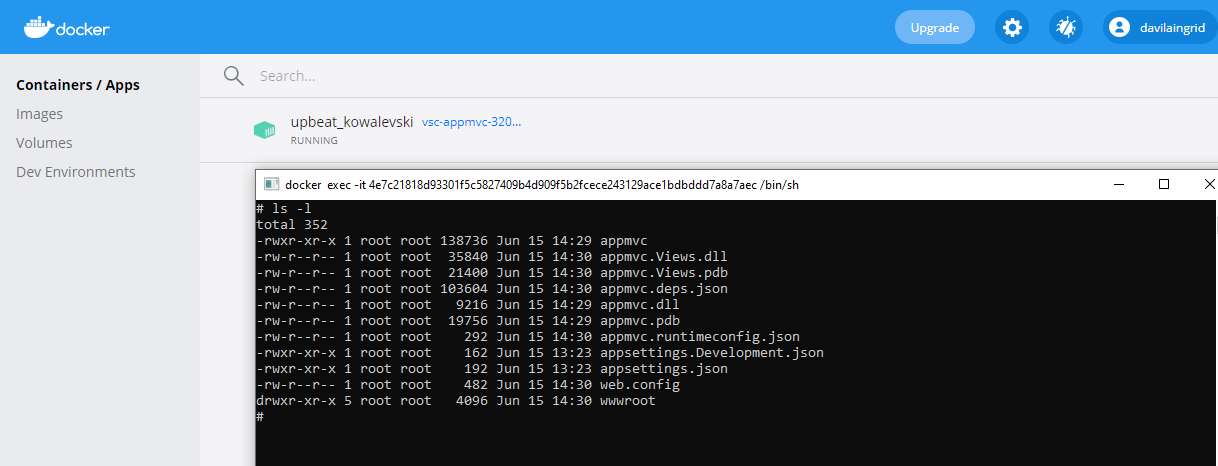 docker
Upgrade
davilaingrid
Containers / Apps
Images
Volumes
Dev Environments
Search...
upbeat_kowalevski vsc-appmvc-320...
RUNNING
docker exec -it 4e7c21818d93301f5c5827409b4d909f5b2fcece243129ace1bdbddd7a8a7aec /bin/sh
# ls -l
total 352
-rwxr-xr-x 1 root root 138736 Jun 15 14:29 appmvc
-rw-r--r-- 1 root root  35840 Jun 15 14:30 appmvc.Views.dll
-rw-r--r-- 1 root root  21400 Jun 15 14:30 appmvc.Views.pdb
-rw-r--r-- 1 root root 103604 Jun 15 14:30 appmvc.deps.json
-rw-r--r-- 1 root root   9216 Jun 15 14:29 appmvc.dll
-rw-r--r-- 1 root root  19756 Jun 15 14:29 appmvc.pdb
-rw-r--r-- 1 root root    292 Jun 15 14:30 appmvc.runtimeconfig.json
-rwxr-xr-x 1 root root    162 Jun 15 13:23 appsettings.Development.json
-rwxr-xr-x 1 root root    192 Jun 15 13:23 appsettings.json
-rw-r--r-- 1 root root    482 Jun 15 14:30 web.config
drwxr-xr-x 5 root root   4096 Jun 15 14:30 wwwroot
#